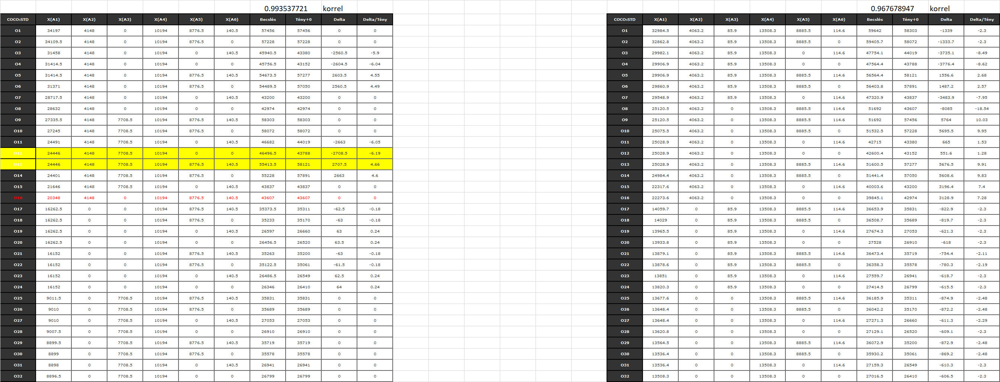 0.993537721 korrel 0.967678947 korrel
COCO:STD X(A1) X(A2) X(A3) X(A4) X(A5) X(A6) Becslés Tény+0 Delta Delta/Tény COCO:STD X(A1) X(A2) X(A3) X(A4) X(A5) X(A6) Becslés Tény+0 Delta Delta/Tény
O1 34197 4148 0 10194 8776.5 140.5 57456 57456 0 0 O1 32984.5 4063.2 85.9 13508.3 8885.5 114.6 59642 58303 -1339 -2.3
O2 34109.5 4148 0 10194 8776.5 0 57228 57228 0 0 O2 32862.8 4063.2 85.9 13508.3 8885.5 0 59405.7 58072 -1333.7 -2.3
O3 31458 4148 0 10194 0 140.5 45940.5 43380 -2560.5 -5.9 O3 29982.1 4063.2 85.9 13508.3 0 114.6 47754.1 44019 -3735.1 -8.49
O4 31414.5 4148 0 10194 0 0 45756.5 43152 -2604.5 -6.04 O4 29906.9 4063.2 85.9 13508.3 0 0 47564.4 43788 -3776.4 -8.62
O5 31414.5 4148 0 10194 8776.5 140.5 54673.5 57277 2603.5 4.55 O5 29906.9 4063.2 85.9 13508.3 8885.5 114.6 56564.4 58121 1556.6 2.68
O6 31371 4148 0 10194 8776.5 0 54489.5 57050 2560.5 4.49 O6 29860.9 4063.2 85.9 13508.3 8885.5 0 56403.8 57891 1487.2 2.57
O7 28717.5 4148 0 10194 0 140.5 43200 43200 0 0 O7 29548.9 4063.2 85.9 13508.3 0 114.6 47320.9 43837 -3483.9 -7.95
O8 28632 4148 0 10194 0 0 42974 42974 0 0 O8 25120.5 4063.2 0 13508.3 8885.5 114.6 51692 43607 -8085 -18.54
O9 27335.5 4148 7708.5 10194 8776.5 140.5 58303 58303 0 0 O9 25120.5 4063.2 0 13508.3 8885.5 114.6 51692 57456 5764 10.03
O10 27245 4148 7708.5 10194 8776.5 0 58072 58072 0 0 O10 25075.5 4063.2 0 13508.3 8885.5 0 51532.5 57228 5695.5 9.95
O11 24491 4148 7708.5 10194 0 140.5 46682 44019 -2663 -6.05 O11 25028.9 4063.2 0 13508.3 0 114.6 42715 43380 665 1.53
O12 24446 4148 7708.5 10194 0 0 46496.5 43788 -2708.5 -6.19 O12 25028.9 4063.2 0 13508.3 0 0 42600.4 43152 551.6 1.28
O13 24446 4148 7708.5 10194 8776.5 140.5 55413.5 58121 2707.5 4.66 O13 25028.9 4063.2 0 13508.3 8885.5 114.6 51600.5 57277 5676.5 9.91
O14 24401 4148 7708.5 10194 8776.5 0 55228 57891 2663 4.6 O14 24984.4 4063.2 0 13508.3 8885.5 0 51441.4 57050 5608.6 9.83
O15 21646 4148 7708.5 10194 0 140.5 43837 43837 0 0 O15 22317.6 4063.2 0 13508.3 0 114.6 40003.6 43200 3196.4 7.4
O16 20348 4148 0 10194 8776.5 140.5 43607 43607 0 0 O16 22273.6 4063.2 0 13508.3 0 0 39845.1 42974 3128.9 7.28
O17 16262.5 0 0 10194 8776.5 140.5 35373.5 35311 -62.5 -0.18 O17 14059.7 0 85.9 13508.3 8885.5 114.6 36653.9 35831 -822.9 -2.3
O18 16262.5 0 0 10194 8776.5 0 35233 35170 -63 -0.18 O18 14029 0 85.9 13508.3 8885.5 0 36508.7 35689 -819.7 -2.3
O19 16262.5 0 0 10194 0 140.5 26597 26660 63 0.24 O19 13965.5 0 85.9 13508.3 0 114.6 27674.3 27053 -621.3 -2.3
O20 16262.5 0 0 10194 0 0 26456.5 26520 63.5 0.24 O20 13933.8 0 85.9 13508.3 0 0 27528 26910 -618 -2.3
O21 16152 0 0 10194 8776.5 140.5 35263 35200 -63 -0.18 O21 13879.1 0 85.9 13508.3 8885.5 114.6 36473.4 35719 -754.4 -2.11
O22 16152 0 0 10194 8776.5 0 35122.5 35061 -61.5 -0.18 O22 13878.6 0 85.9 13508.3 8885.5 0 36358.3 35578 -780.3 -2.19
O23 16152 0 0 10194 0 140.5 26486.5 26549 62.5 0.24 O23 13851 0 85.9 13508.3 0 114.6 27559.7 26941 -618.7 -2.3
O24 16152 0 0 10194 0 0 26346 26410 64 0.24 O24 13820.3 0 85.9 13508.3 0 0 27414.5 26799 -615.5 -2.3
O25 9011.5 0 7708.5 10194 8776.5 140.5 35831 35831 0 0 O25 13677.6 0 0 13508.3 8885.5 114.6 36185.9 35311 -874.9 -2.48
O26 9010 0 7708.5 10194 8776.5 0 35689 35689 0 0 O26 13648.4 0 0 13508.3 8885.5 0 36042.2 35170 -872.2 -2.48
O27 9010 0 7708.5 10194 0 140.5 27053 27053 0 0 O27 13648.4 0 0 13508.3 0 114.6 27271.3 26660 -611.3 -2.29
O28 9007.5 0 7708.5 10194 0 0 26910 26910 0 0 O28 13620.8 0 0 13508.3 0 0 27129.1 26520 -609.1 -2.3
O29 8899.5 0 7708.5 10194 8776.5 140.5 35719 35719 0 0 O29 13564.5 0 0 13508.3 8885.5 114.6 36072.9 35200 -872.9 -2.48
O30 8899 0 7708.5 10194 8776.5 0 35578 35578 0 0 O30 13536.4 0 0 13508.3 8885.5 0 35930.2 35061 -869.2 -2.48
O31 8898 0 7708.5 10194 0 140.5 26941 26941 0 0 O31 13536.4 0 0 13508.3 0 114.6 27159.3 26549 -610.3 -2.3
O32 8896.5 0 7708.5 10194 0 0 26799 26799 0 0 O32 13508.3 0 0 13508.3 0 0 27016.5 26410 -606.5 -2.3